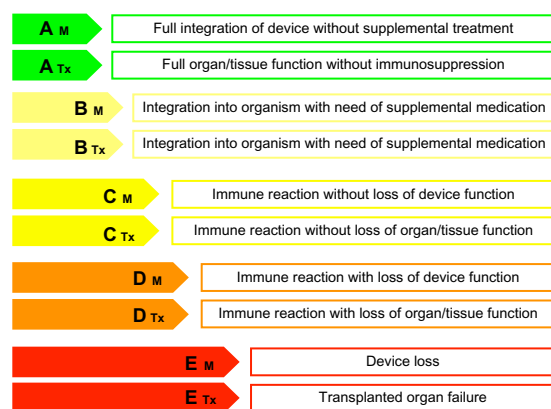 A M Full integration of device without supplemental treatment
A Tx Full organ/tissue function without immunosuppression
B M Integration into organism with need of supplemental medication
B Tx Integration into organism with need of supplemental medication
C M Immune reaction without loss of device function
C Tx Immune reaction without loss of organ/tissue function
D M Immune reaction with loss of device function
D Tx Immune reaction with loss of organ/tissue function
E M Device loss
E Tx Transplanted organ failure